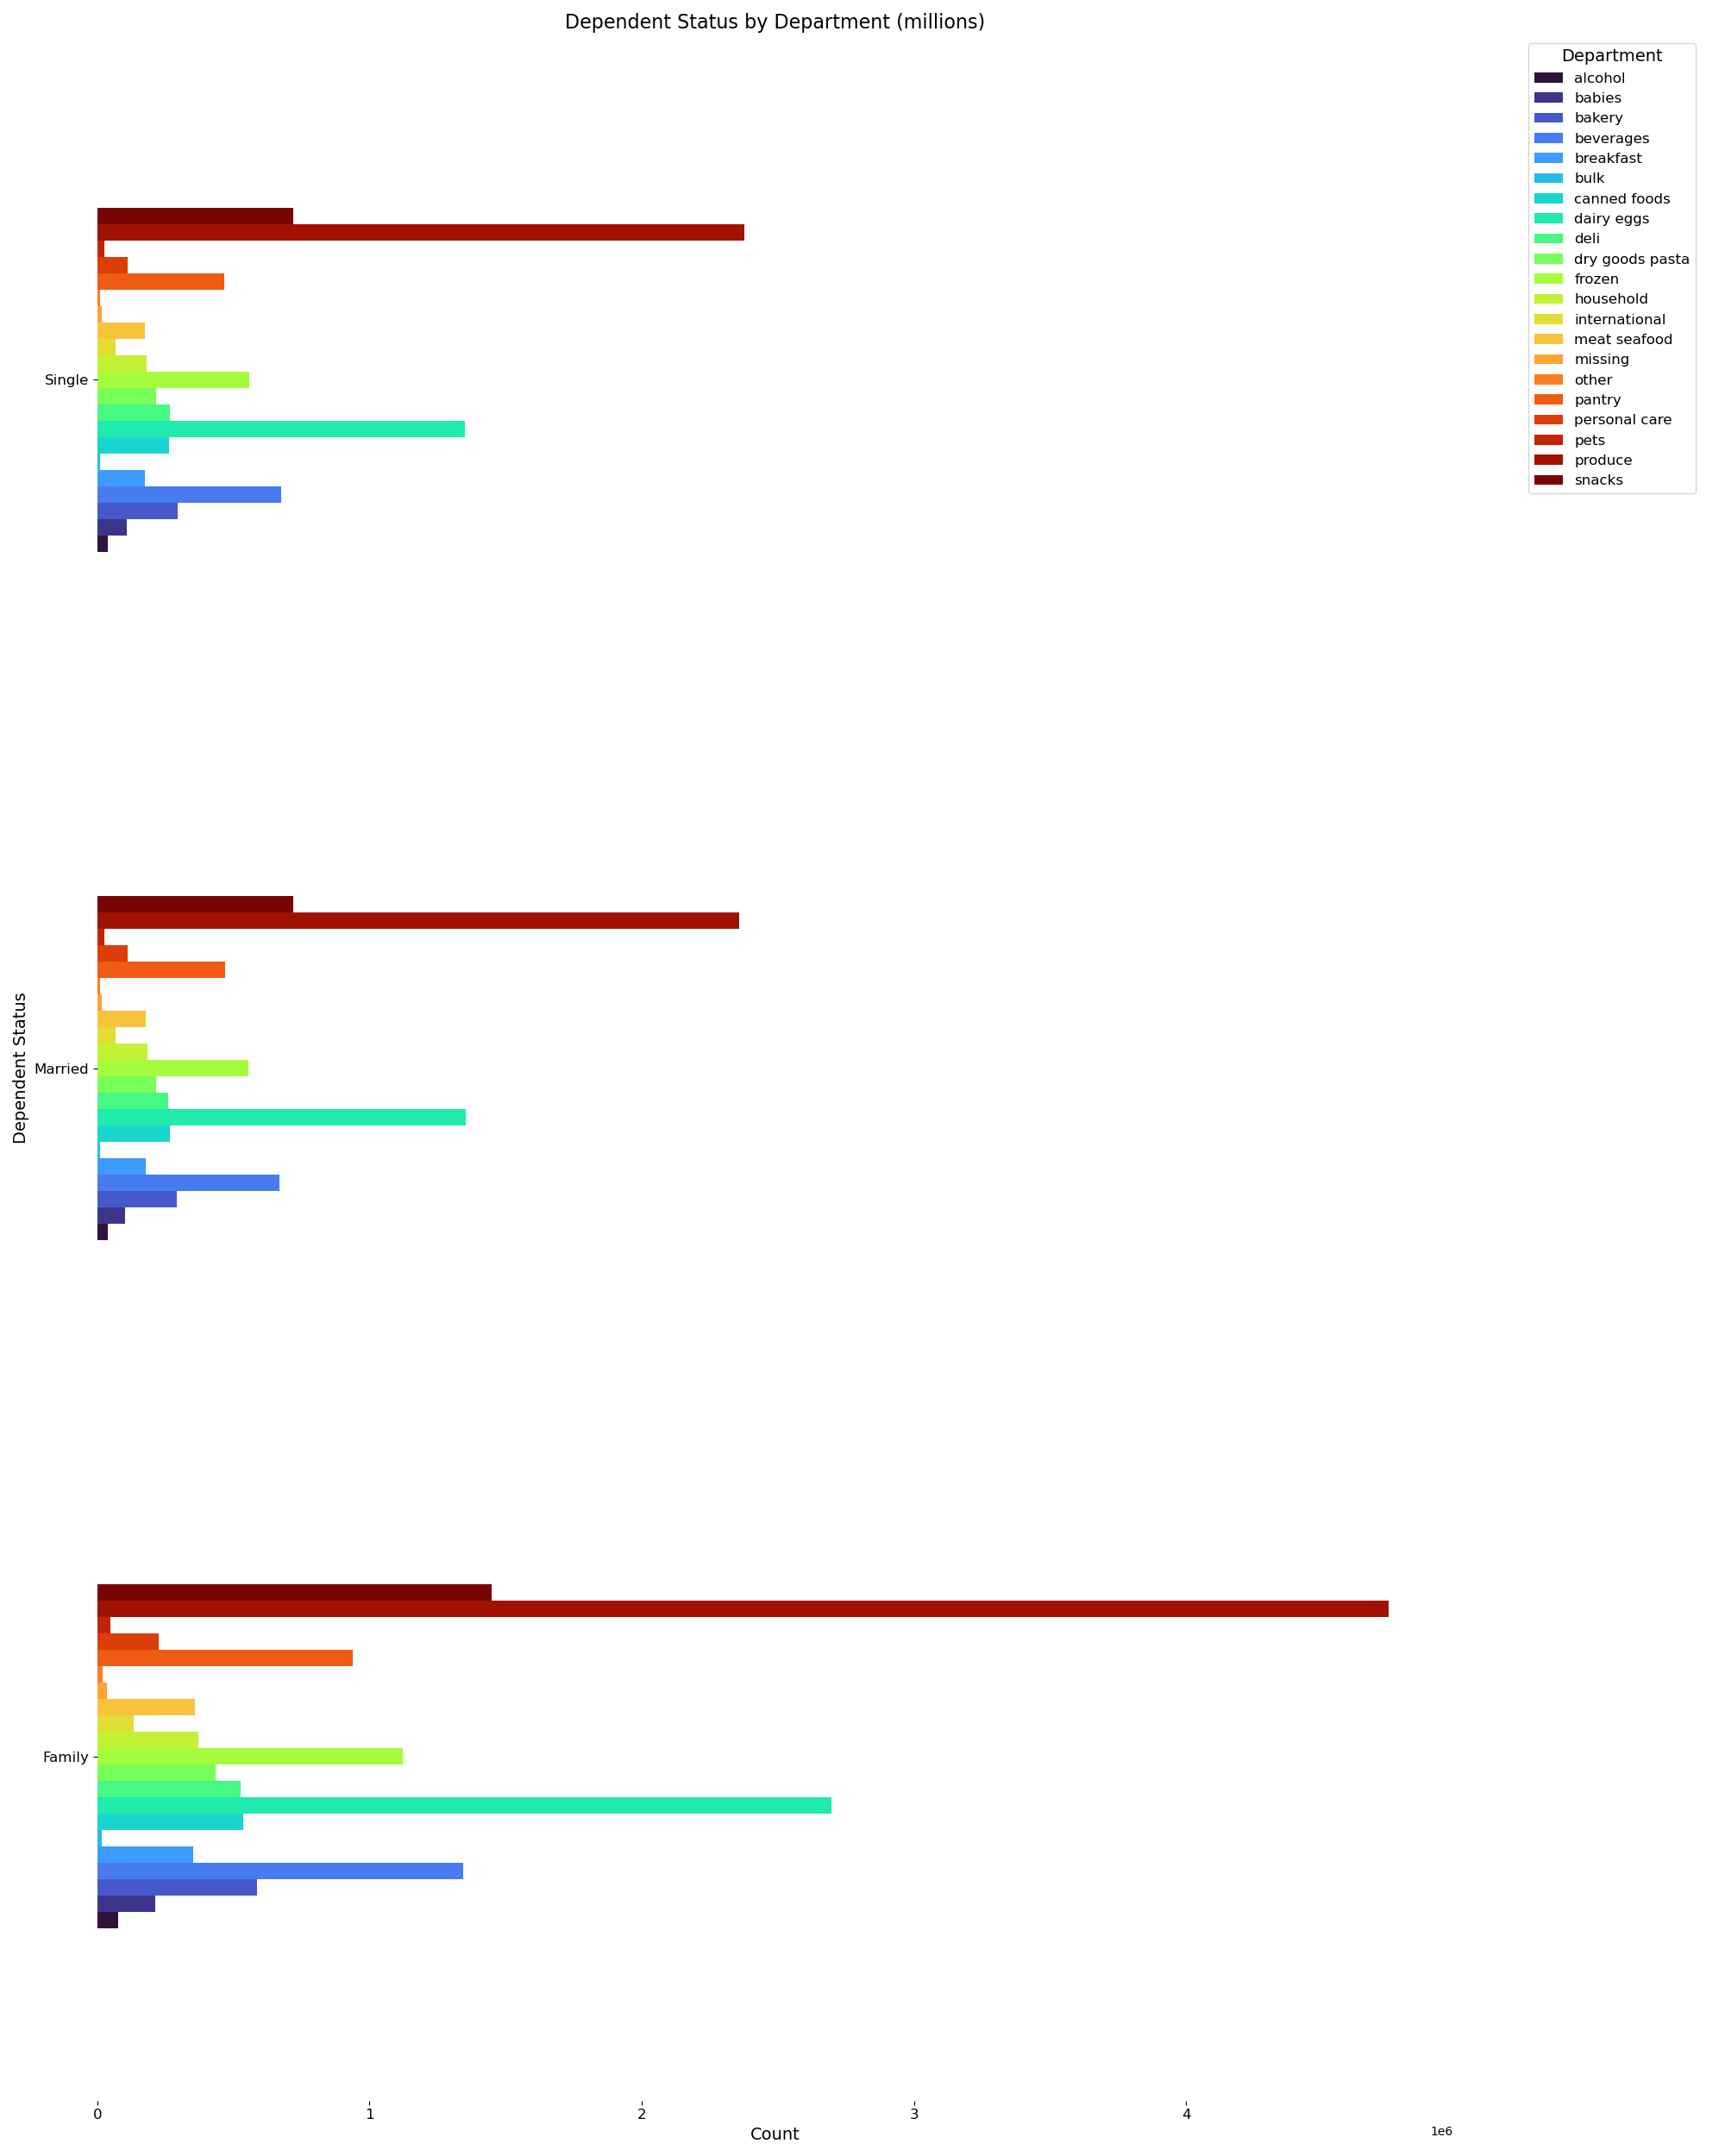 Dependent Status by Department (millions)
Department
alcohol
babies
bakery
beverages
breakfast
bulk
canned foods
dairy eggs
deli
dry goods pasta
frozen
household
international
meat seafood
missing
other
pantry
personal care
pets
produce
snacks
Dependent Status
Single
Married
Family
0 1 2 3 4
1e6
Count